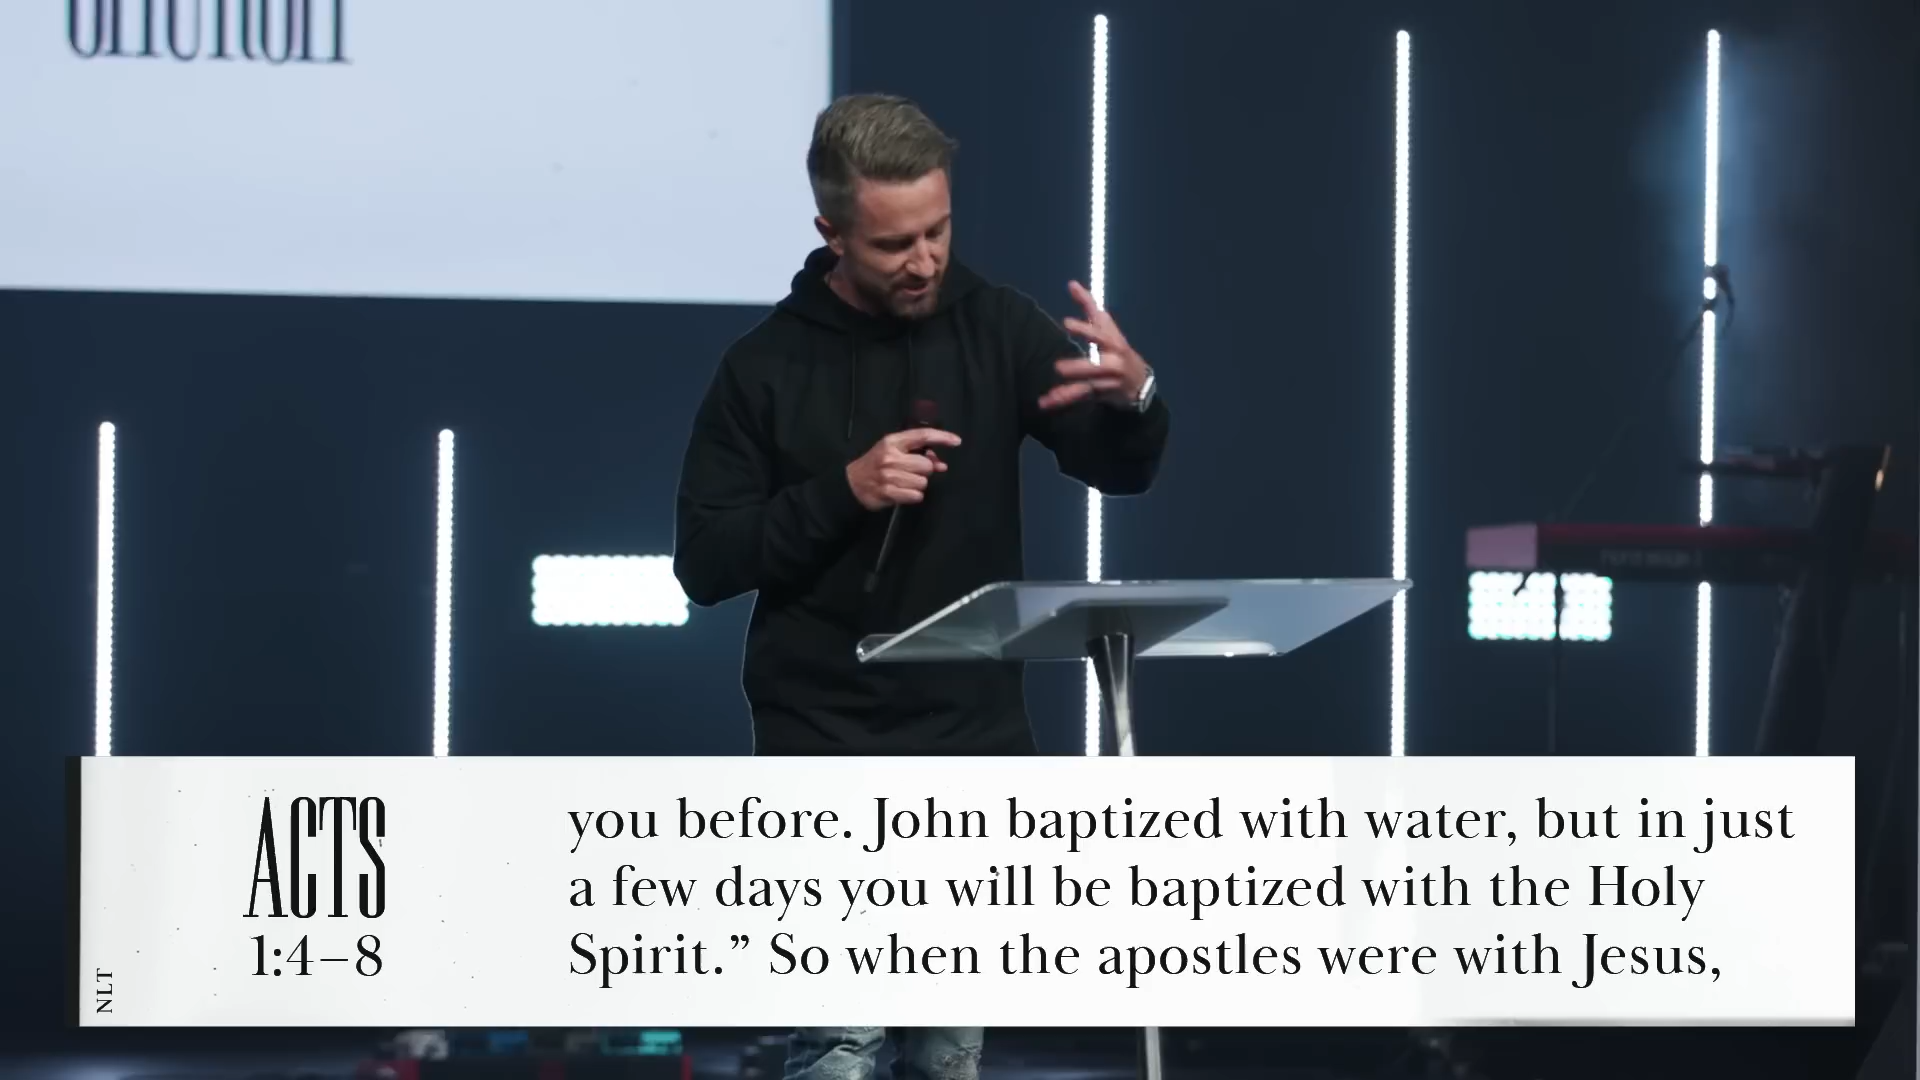 church
ACTS
1:4–8
NLT
you before. John baptized with water, but in just
a few days you will be baptized with the Holy
Spirit.” So when the apostles were with Jesus,